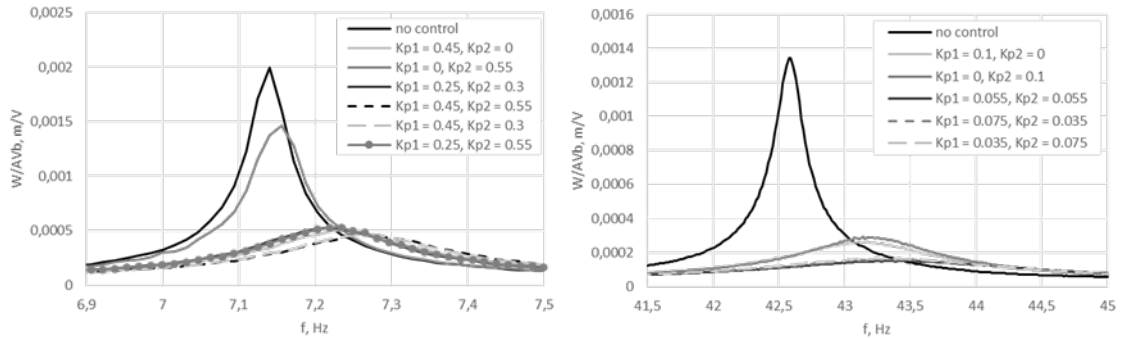 0,0025
0,002
0,0015
0,001
0,0005
0
W/AVb, m/V
6,9 7 7,1 7,2 7,3 7,4 7,5
f, Hz
no control
Kp1 = 0.45, Kp2 = 0
Kp1 = 0, Kp2 = 0.55
Kp1 = 0.25, Kp2 = 0.3
Kp1 = 0.45, Kp2 = 0.55
Kp1 = 0.45, Kp2 = 0.3
Kp1 = 0.25, Kp2 = 0.55
0,0016
0,0014
0,0012
0,001
0,0008
0,0006
0,0004
0,0002
0
W/AVb, m/V
41,5 42 42,5 43 43,5 44 44,5 45
f, Hz
no control
Kp1 = 0.1, Kp2 = 0
Kp1 = 0, Kp2 = 0.1
Kp1 = 0.055, Kp2 = 0.055
Kp1 = 0.075, Kp2 = 0.035
Kp1 = 0.035, Kp2 = 0.075